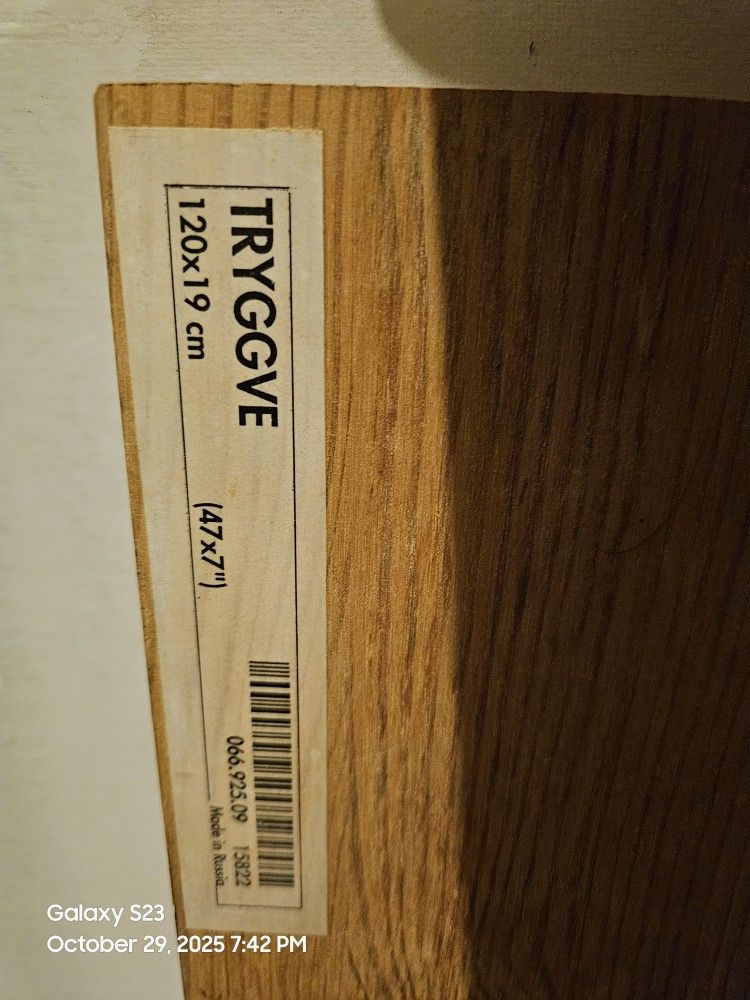 TRYGGVE
120x19 cm (47x7")
066.925.09 15822
Made in Russia
Galaxy S23
October 29, 2025 7:42 PM